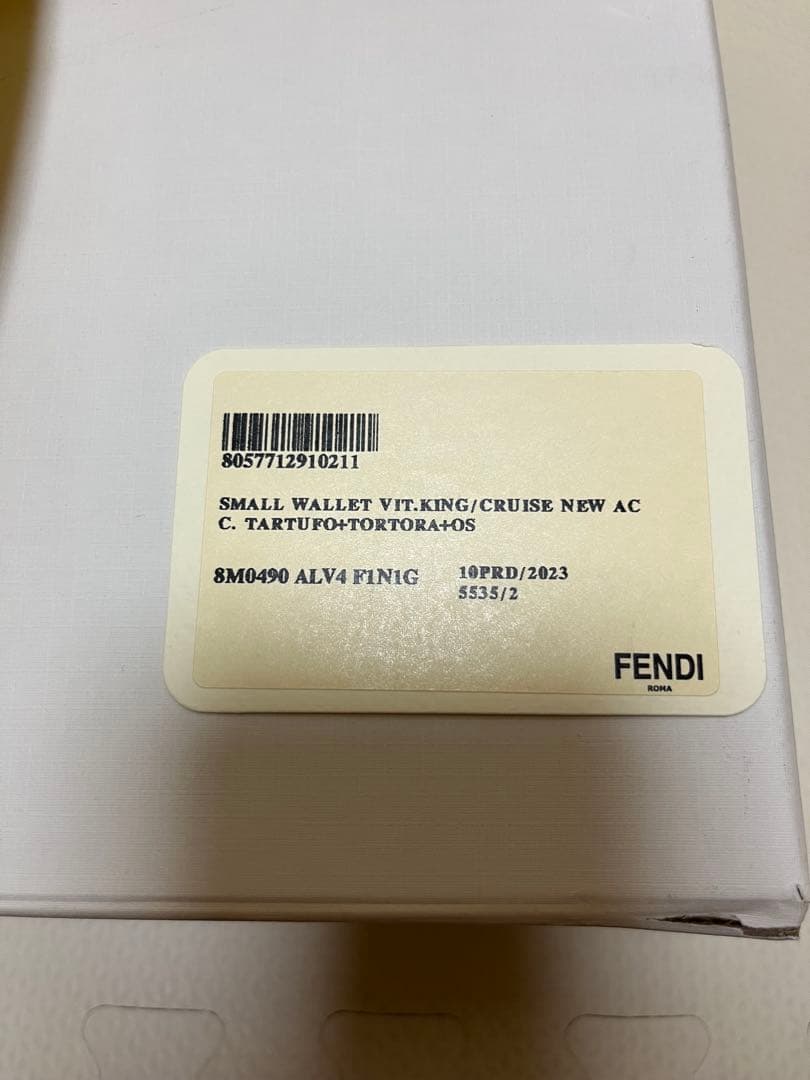 8057712910211
SMALL WALLET VIT.KING/CRUISE NEW AC
C. TARTUFO+TORTORA+OS
8M0490 ALV4 F1N1G
10PRD/2023
5535/2
FENDI
ROMA